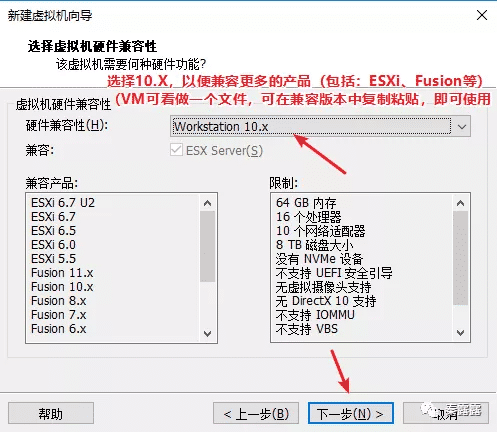 新建虚拟机向导
选择虚拟机硬件兼容性
该虚拟机需要何种硬件功能?
选择10.X，以便兼容更多的产品（包括：ESXi、Fusion等）
（VM可看做一个文件，可在兼容版本中复制粘贴，即可使用
虚拟机硬件兼容性
硬件兼容性(H):
Workstation 10.x
兼容:
ESX Server(S)
兼容产品:
ESXi 6.7 U2
ESXi 6.7
ESXi 6.5
ESXi 6.0
ESXi 5.5
Fusion 11.x
Fusion 10.x
Fusion 8.x
Fusion 7.x
Fusion 6.x
限制:
64 GB 内存
16 个处理器
10 个网络适配器
8 TB 磁盘大小
没有 NVMe 设备
不支持 UEFI 安全引导
无虚拟摄像头支持
无 DirectX 10 支持
不支持 IOMMU
不支持 VBS
帮助
< 上一步(B)
下一步(N) >
取消